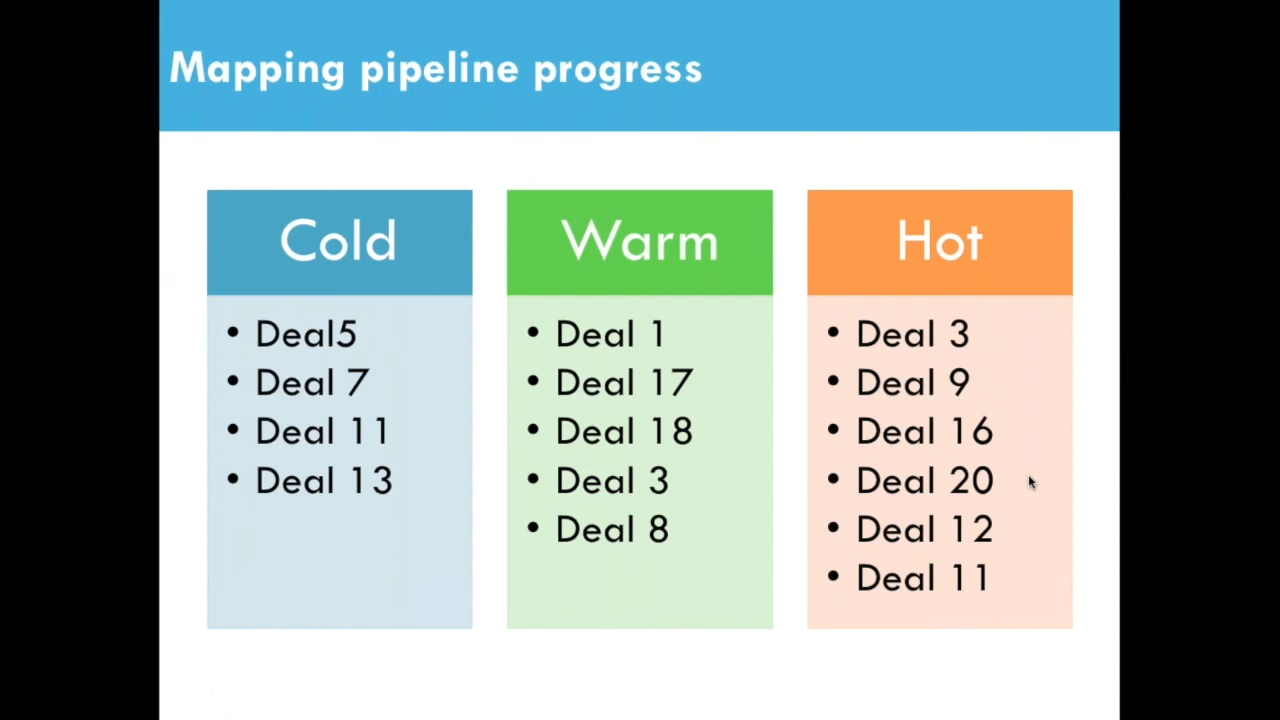 Mapping pipeline progress
Cold
• Deal5
• Deal 7
• Deal 11
• Deal 13
Warm
• Deal 1
• Deal 17
• Deal 18
• Deal 3
• Deal 8
Hot
• Deal 3
• Deal 9
• Deal 16
• Deal 20
• Deal 12
• Deal 11